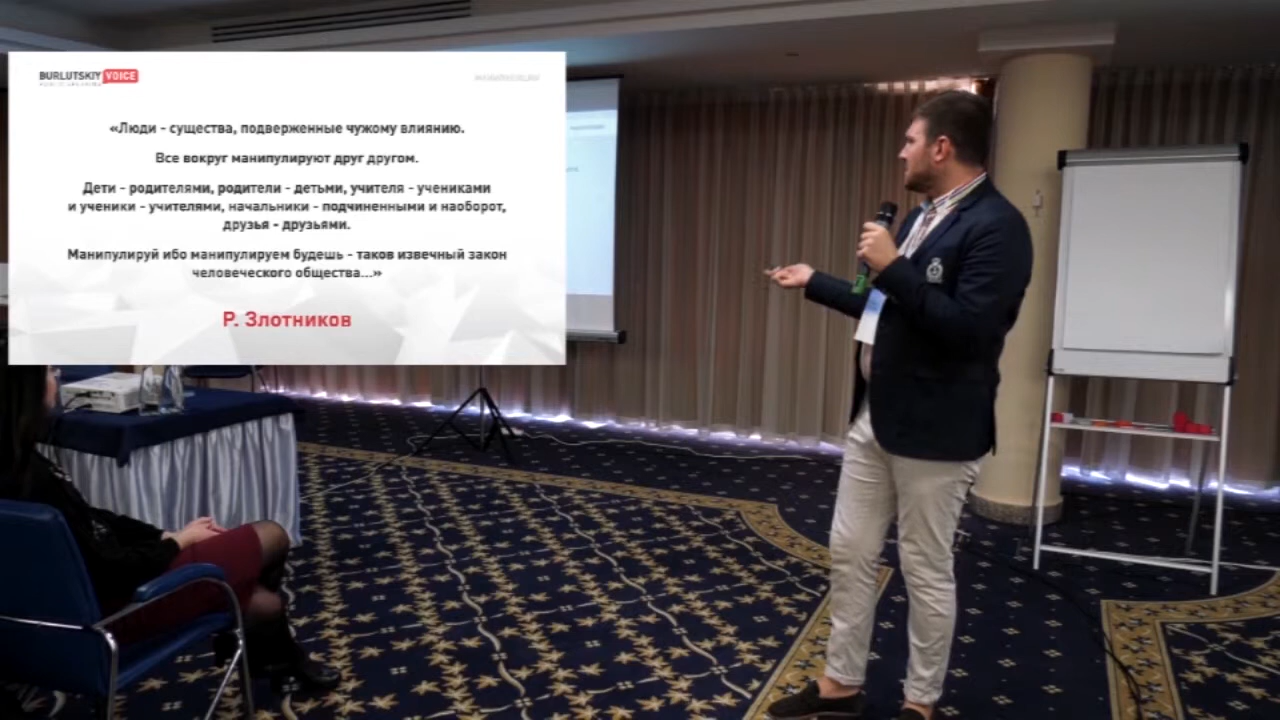 BURLUTSKIY VOICE
«Люди - существа, подверженные чужому влиянию.
Все вокруг манипулируют друг другом.
Дети - родителями, родители - детьми, учителя - учениками
и ученики - учителями, начальники - подчиненными и наоборот,
друзья - друзьями.
Манипулируй ибо манипулируем будешь - таков извечный закон
человеческого общества...»
Р. Злотников